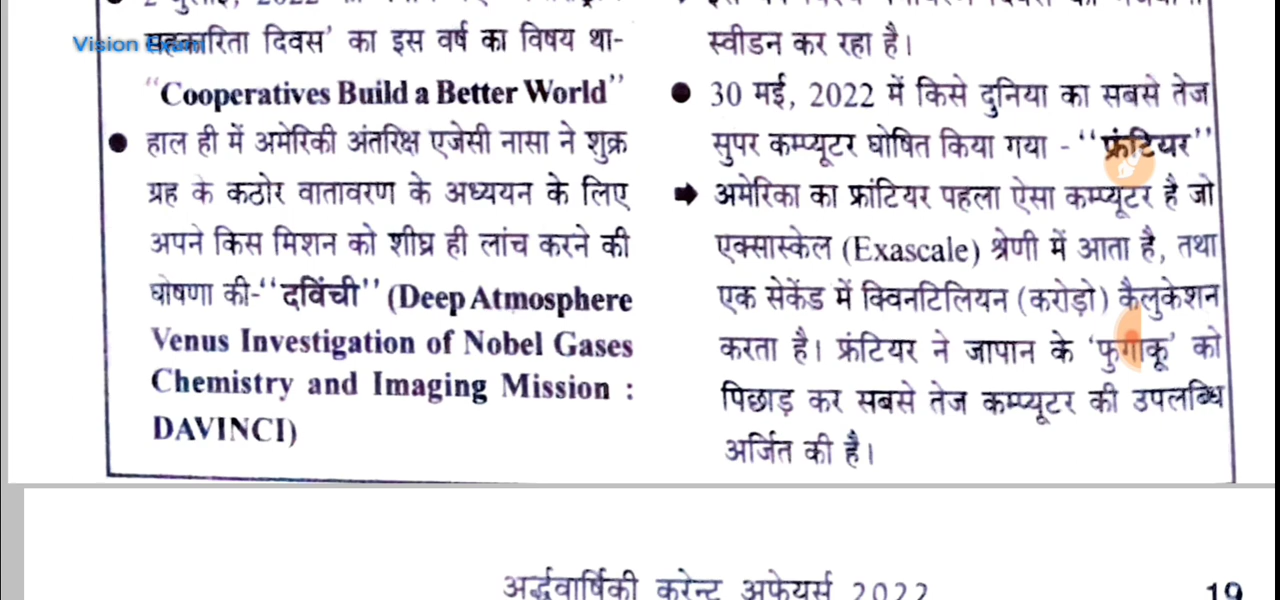 Vision Exam
सहकारिता दिवस' का इस वर्ष का विषय था-
"Cooperatives Build a Better World"
● हाल ही में अमेरिकी अंतरिक्ष एजेसी नासा ने शुक्र
ग्रह के कठोर वातावरण के अध्ययन के लिए
अपने किस मिशन को शीघ्र ही लांच करने की
घोषणा की-"दविंची" (Deep Atmosphere
Venus Investigation of Nobel Gases
Chemistry and Imaging Mission :
DAVINCI)
स्वीडन कर रहा है।
● 30 मई, 2022 में किसे दुनिया का सबसे तेज
सुपर कम्प्यूटर घोषित किया गया - "फ्रंटियर"
➡ अमेरिका का फ्रांटियर पहला ऐसा कम्प्यूटर है जो
एक्सास्केल (Exascale) श्रेणी में आता है, तथा
एक सेकेंड में क्विनटिलियन (करोड़ो) कैलुकेशन
करता है। फ्रंटियर ने जापान के 'फुगाकू' को
पिछाड़ कर सबसे तेज कम्प्यूटर की उपलब्धि
अर्जित की है।
अर्द्धवार्षिकी करेन्ट अफेयर्स 2022
19